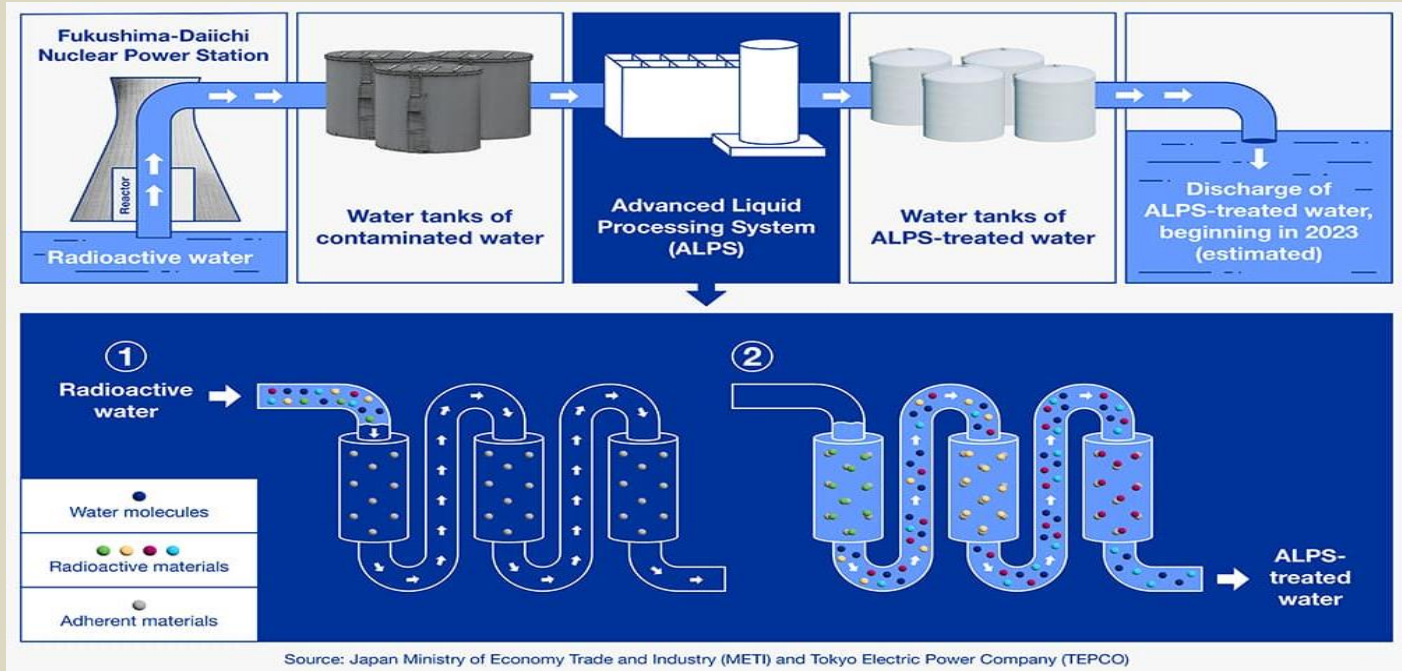 Fukushima-Daiichi
Nuclear Power Station
Reactor
Radioactive water
Water tanks of
contaminated water
Advanced Liquid
Processing System
(ALPS)
Water tanks of
ALPS-treated water
Discharge of
ALPS-treated water,
beginning in 2023
(estimated)
1
Radioactive
water
2
Water molecules
Radioactive materials
Adherent materials
ALPS-
treated
water
Source: Japan Ministry of Economy Trade and Industry (METI) and Tokyo Electric Power Company (TEPCO)